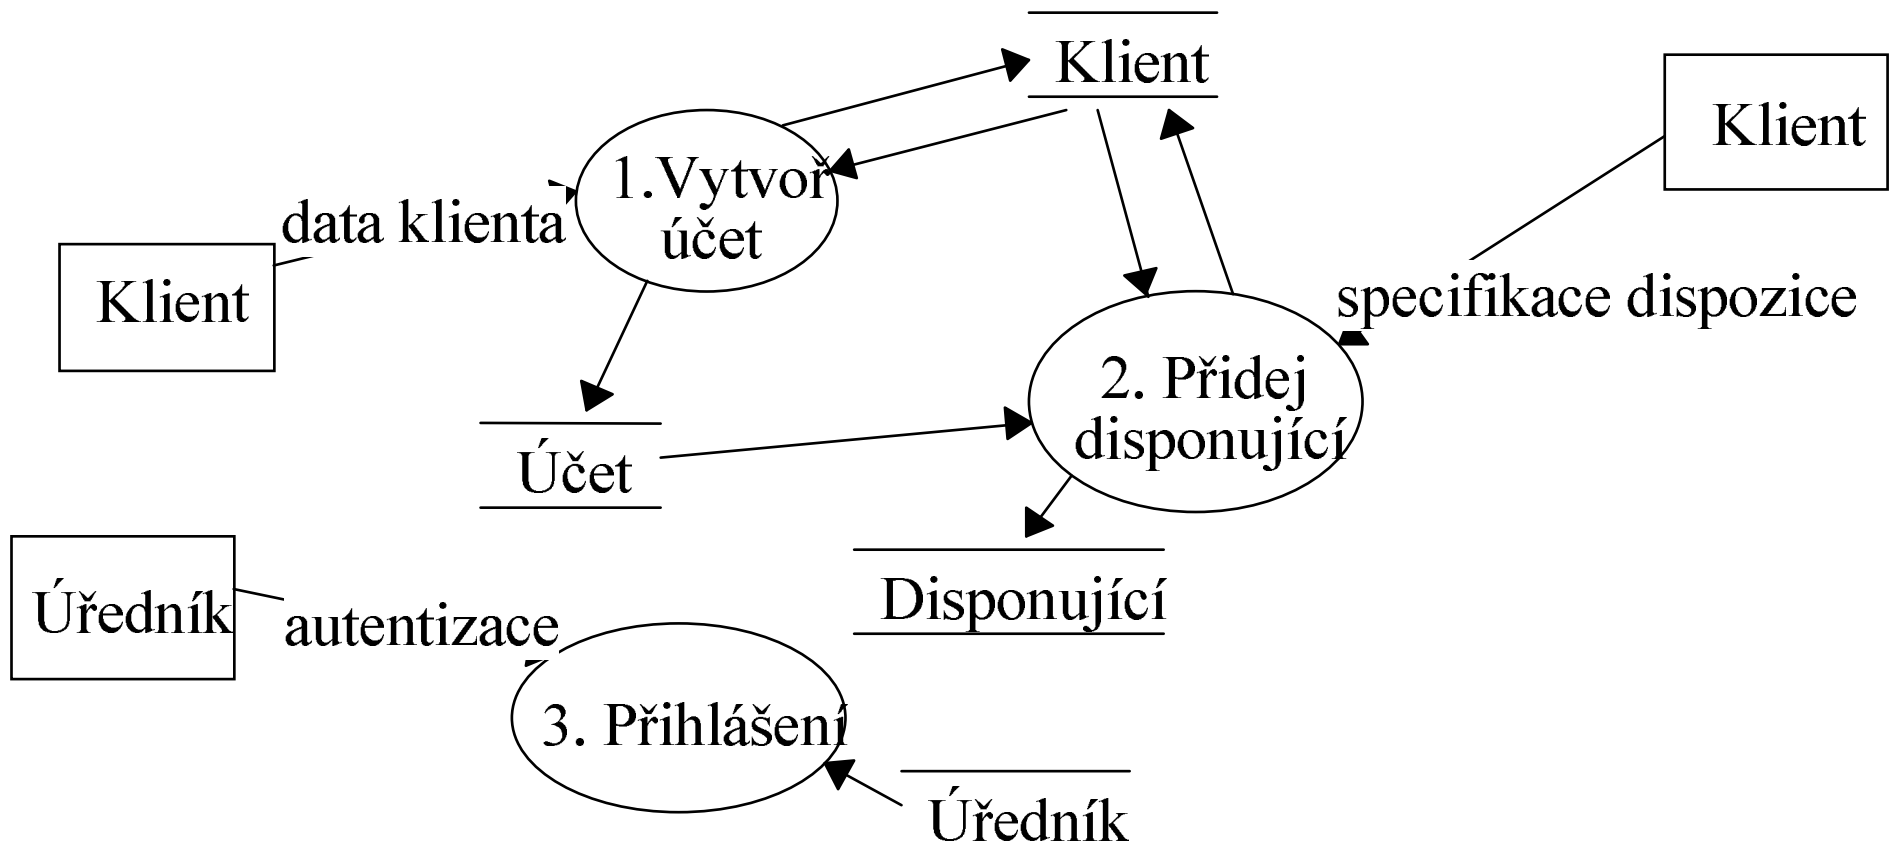 Klient
Klient
1.Vytvoř
účet
data klienta
Klient
specifikace dispozice
2. Přidej
disponující
Účet
Disponující
Úředník
autentizace
3. Přihlášení
Úředník